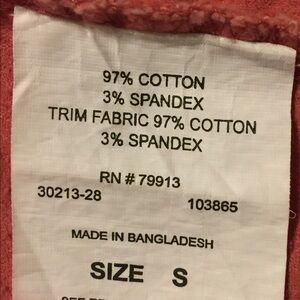 97% COTTON
3% SPANDEX
TRIM FABRIC 97% COTTON
3% SPANDEX
RN # 79913
30213-28 103865
MADE IN BANGLADESH
SIZE S